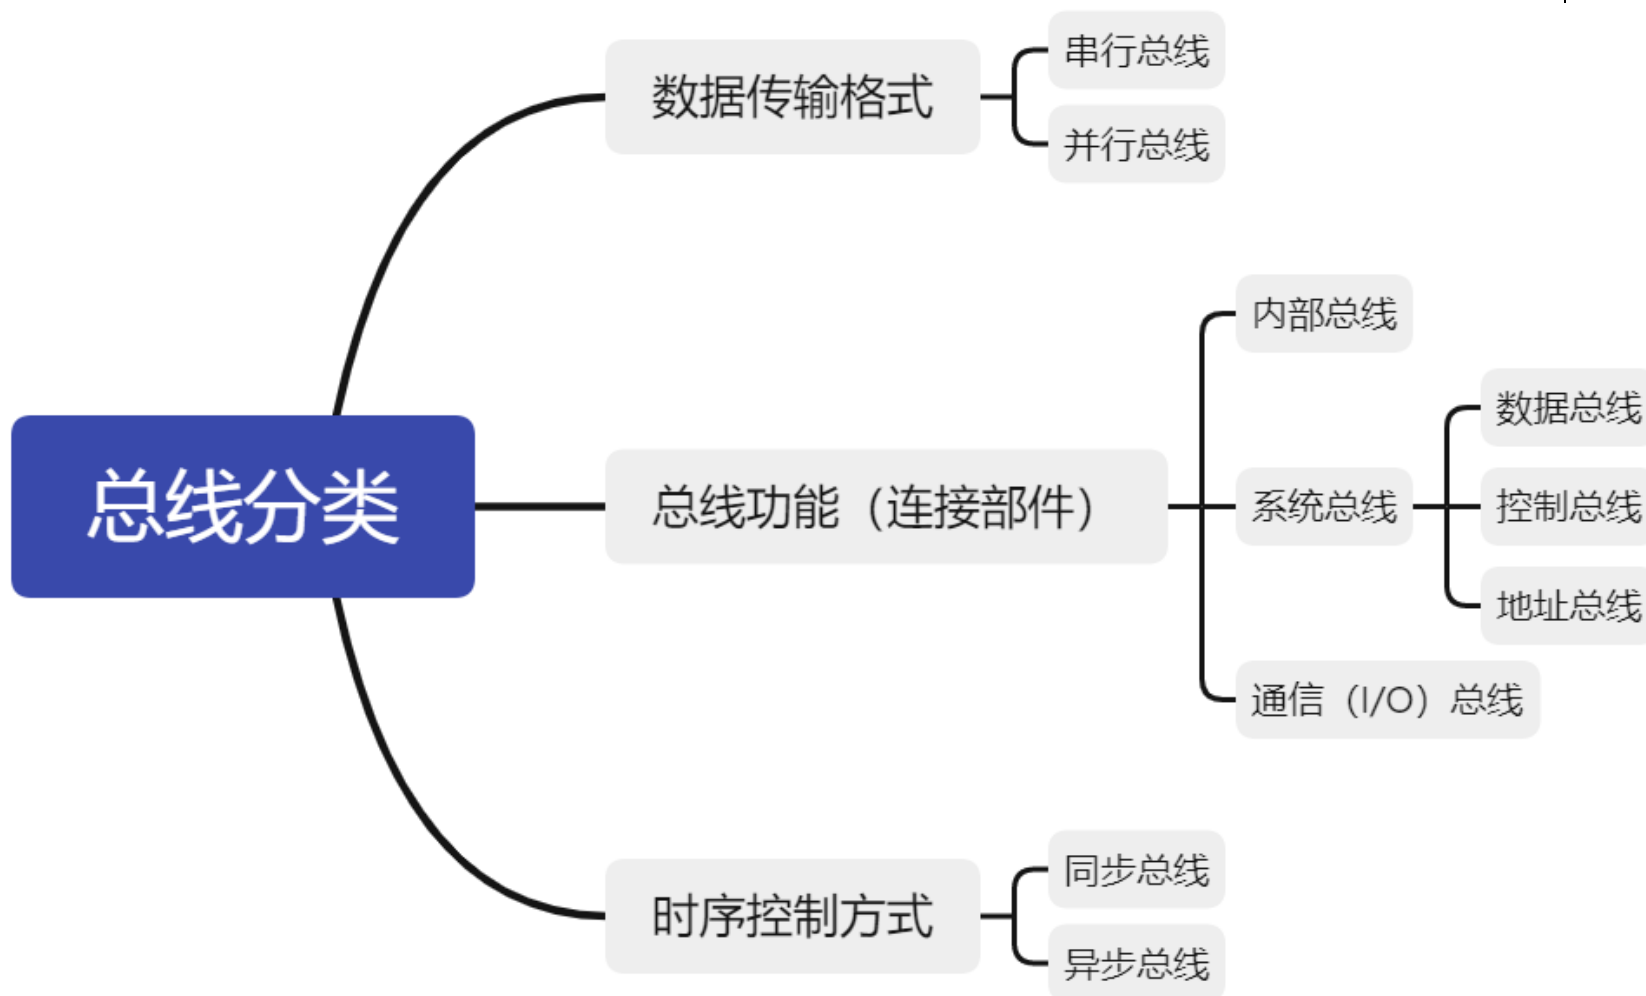 总线分类
数据传输格式
串行总线
并行总线
总线功能（连接部件）
内部总线
系统总线
数据总线
控制总线
地址总线
通信（I/O）总线
时序控制方式
同步总线
异步总线